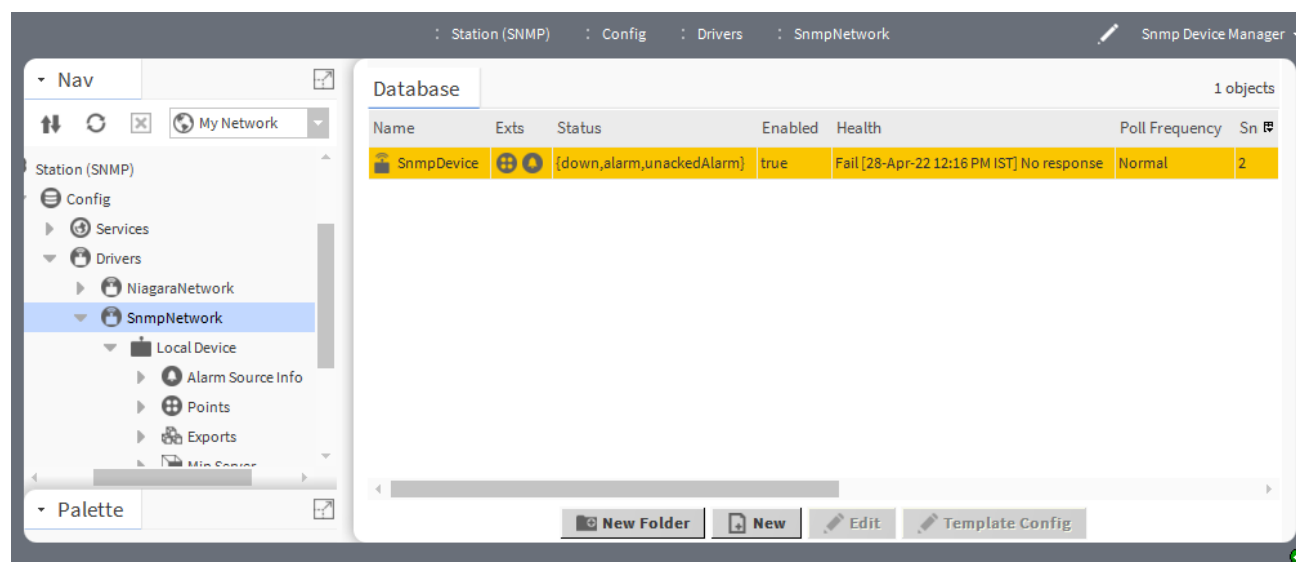 : Station (SNMP) : Config : Drivers : SnmpNetwork Snmp Device Manager
Nav
My Network
Station (SNMP)
Config
Services
Drivers
NiagaraNetwork
SnmpNetwork
Local Device
Alarm Source Info
Points
Exports
Palette
Database 1 objects
Name Exts Status Enabled Health Poll Frequency Sn
SnmpDevice {down,alarm,unackedAlarm} true Fail [28-Apr-22 12:16 PM IST] No response Normal 2
New Folder New Edit Template Config